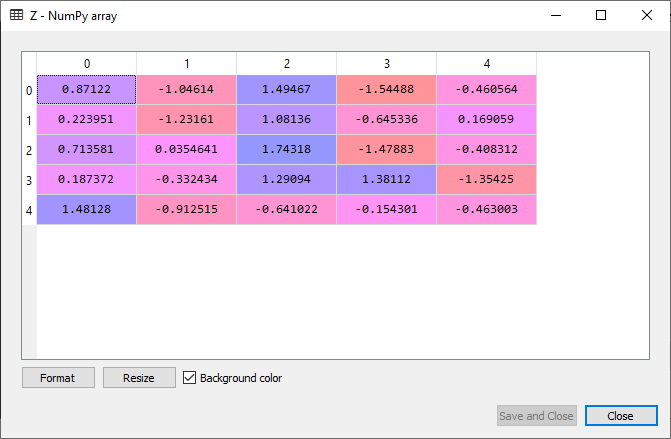 Z - NumPy array
0 1 2 3 4
0 0.87122 -1.04614 1.49467 -1.54488 -0.460564
1 0.223951 -1.23161 1.08136 -0.645336 0.169059
2 0.713581 0.0354641 1.74318 -1.47883 -0.408312
3 0.187372 -0.332434 1.29094 1.38112 -1.35425
4 1.48128 -0.912515 -0.641022 -0.154301 -0.463003
Format Resize Background color
Save and Close Close